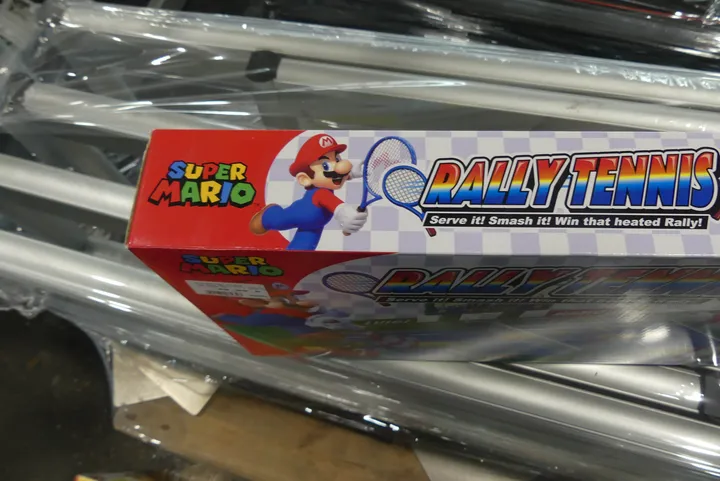 SUPER
MARIO
M
RALLY TENNIS
Serve it! Smash it! Win that heated Rally!
SUPER
MARIO
RALLY TENNIS